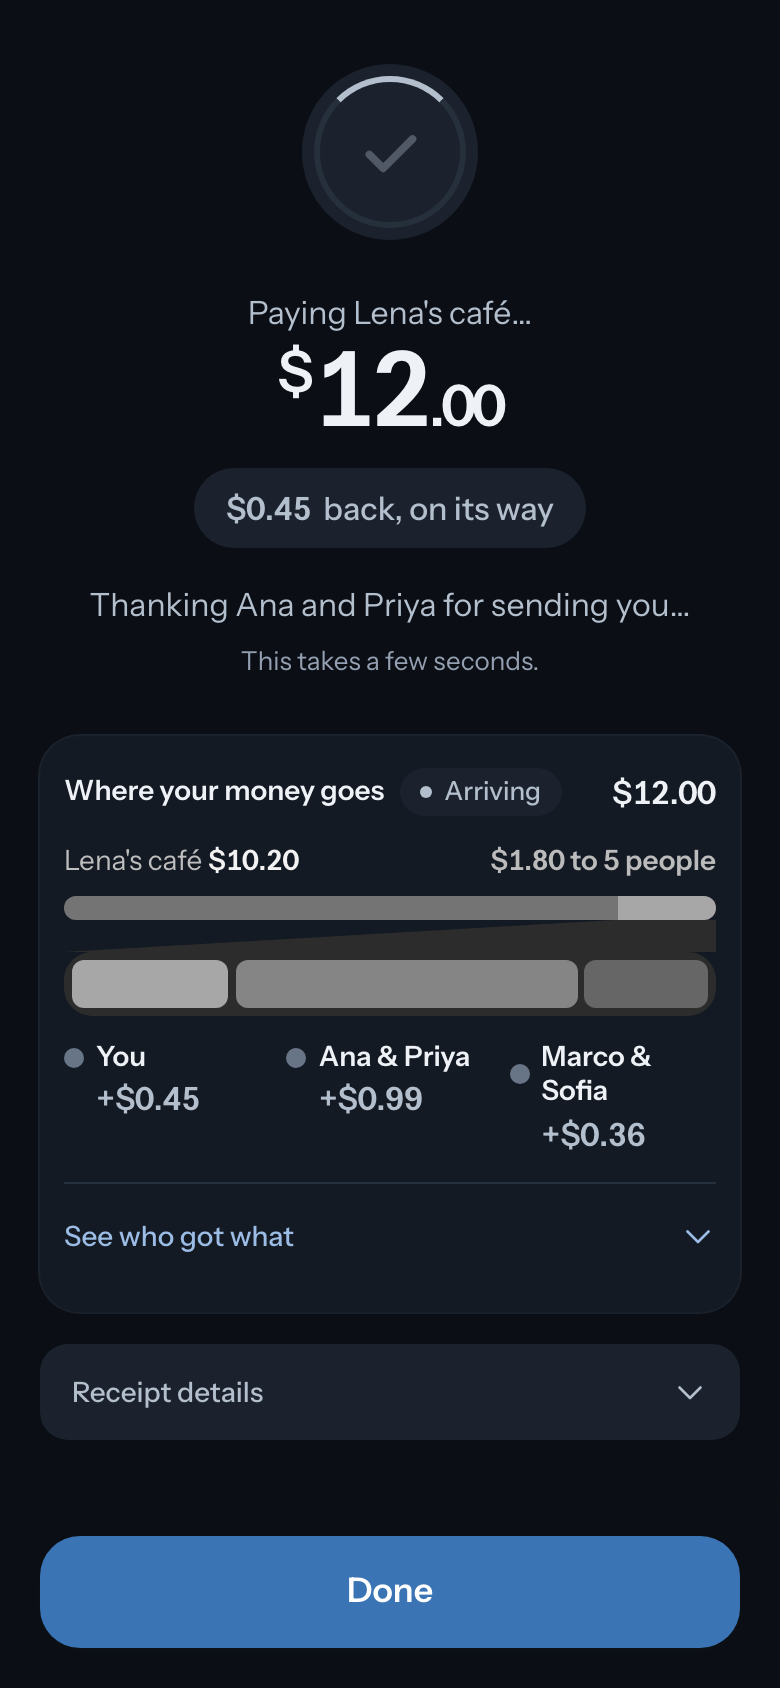 Paying Lena's café...
$12.00
$0.45 back, on its way
Thanking Ana and Priya for sending you...
This takes a few seconds.
Where your money goes Arriving $12.00
Lena's café $10.20 $1.80 to 5 people
You Ana & Priya Marco & Sofia
+$0.45 +$0.99 +$0.36
See who got what
Receipt details
Done